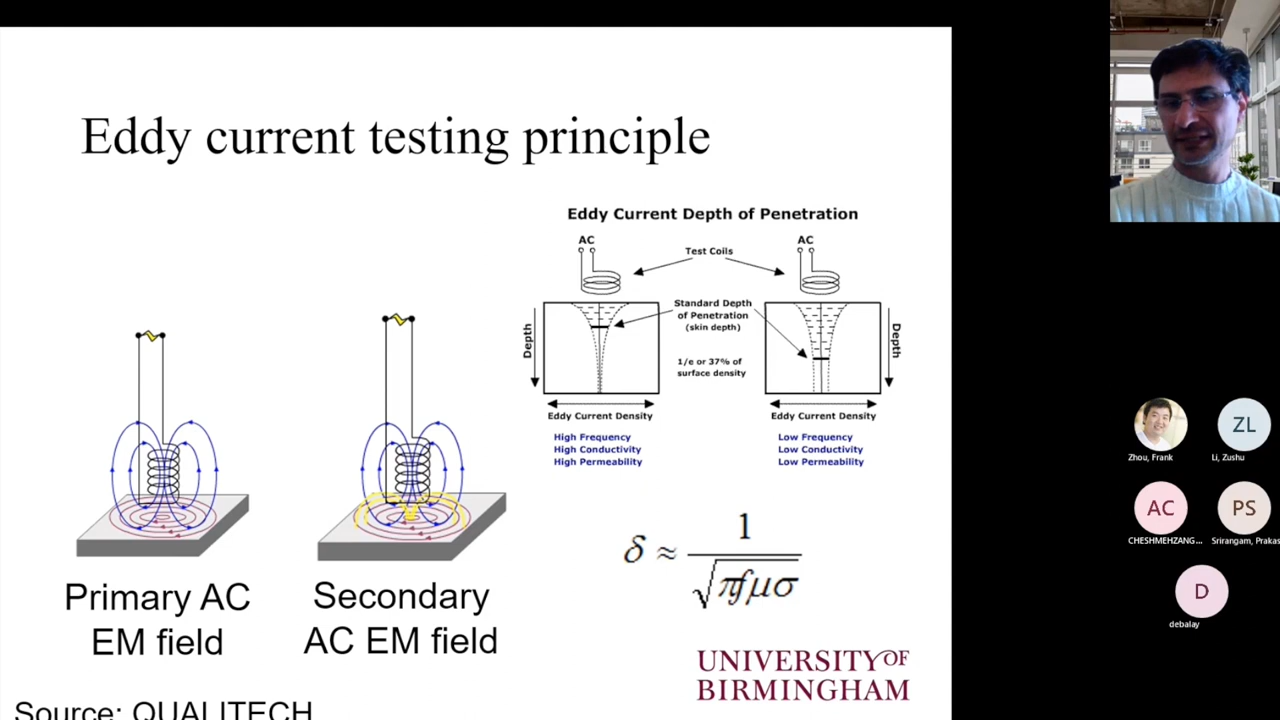 Eddy current testing principle
Eddy Current Depth of Penetration
AC
AC
Test Coils
Standard Depth
of Penetration
(skin depth)
1/e or 37% of
surface density
Depth
Depth
Eddy Current Density
Eddy Current Density
High Frequency
High Conductivity
High Permeability
Low Frequency
Low Conductivity
Low Permeability
δ ≈ 1 / √πfμσ
Primary AC
EM field
Secondary
AC EM field
UNIVERSITY OF
BIRMINGHAM
Source: QUALITECH
ZL
Zhou, Frank
Li, Zushu
AC
PS
CHESHMEHZANG...
Srirangam, Prakas
D
debalay